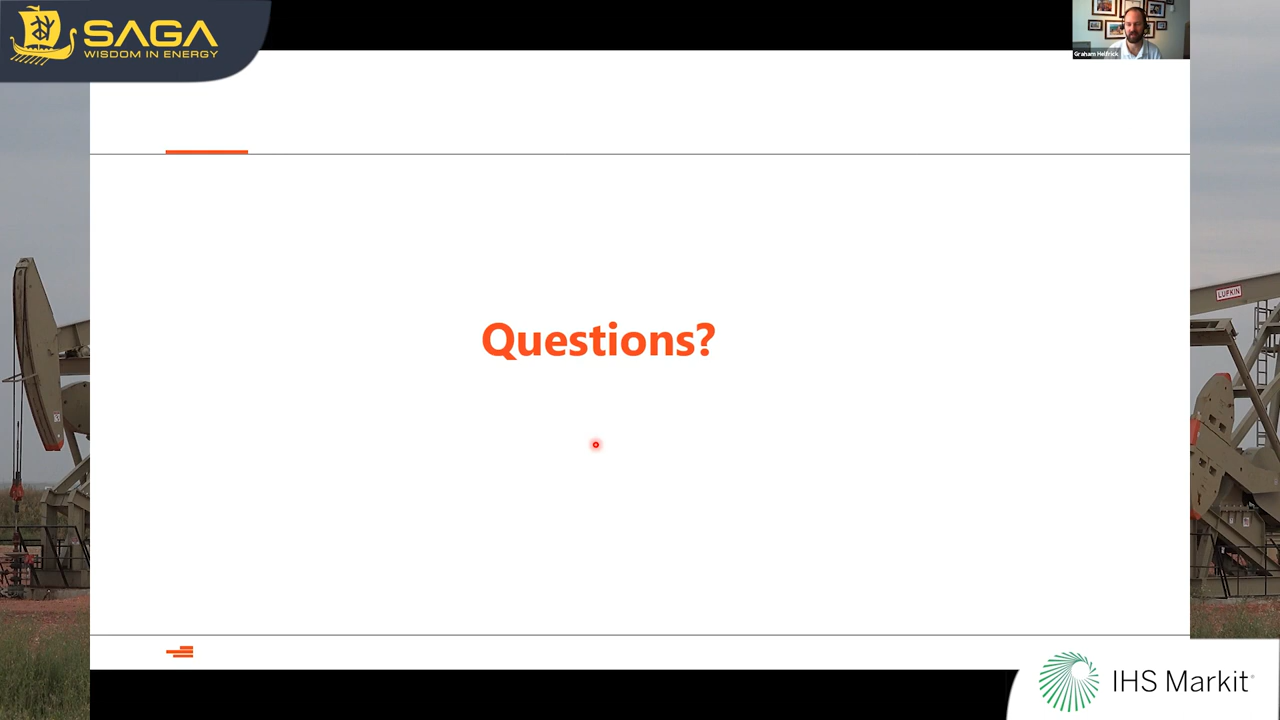 SAGA
WISDOM IN ENERGY
Graham Helfrick
LUFKIN
Questions?
IHS Markit®